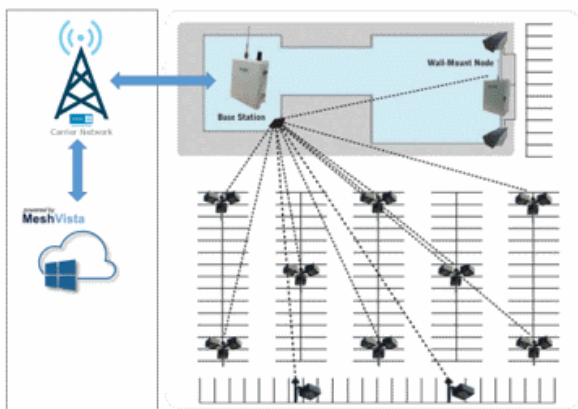 Wall-Mount Node
Base Station
Carrier Network
powered by
MeshVista